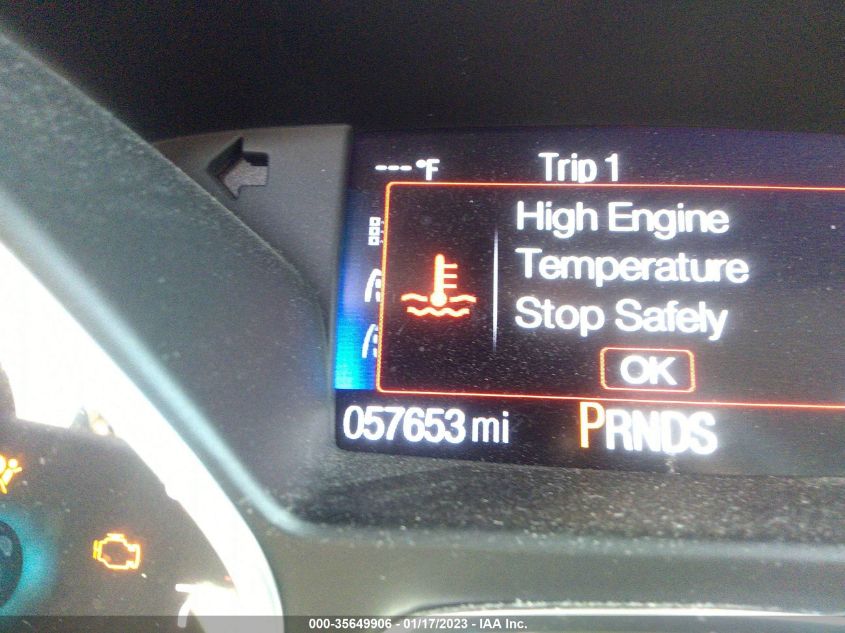 ---°F
Trip 1
High Engine
Temperature
Stop Safely
OK
057653 mi
PRNDS
000-35649906 - 01/17/2023 - IAA Inc.